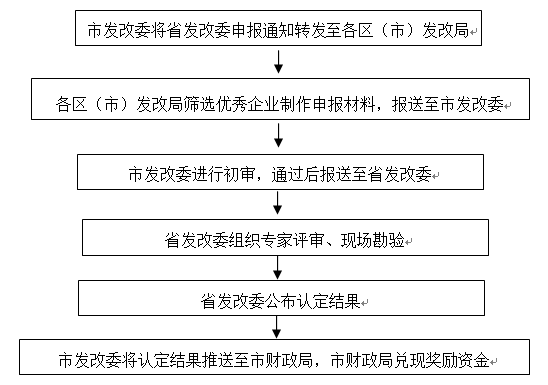 市发改委将省发改委申报通知转发至各区（市）发改局
各区（市）发改局筛选优秀企业制作申报材料，报送至市发改委
市发改委进行初审，通过后报送至省发改委
省发改委组织专家评审、现场勘验
省发改委公布认定结果
市发改委将认定结果推送至市财政局，市财政局兑现奖励资金